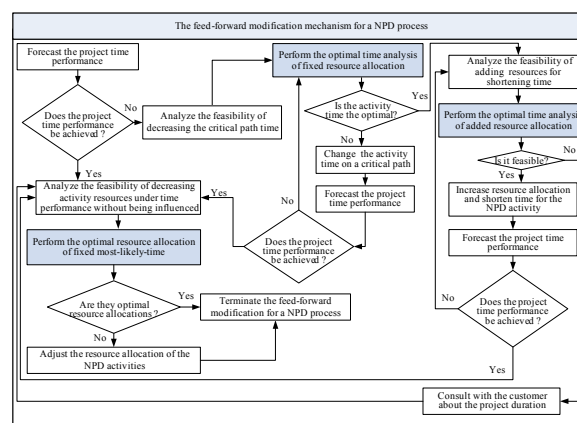 The feed-forward modification mechanism for a NPD process
Forecast the project time
performance
Does the project
time performance
be achieved ?
No
Yes
Analyze the feasibility of
decreasing the critical path time
Analyze the feasibility of decreasing
activity resources under time
performance without being influenced
Perform the optimal resource allocation
of fixed most-likely-time
Are they optimal
resource allocations ?
Yes
No
Terminate the feed-forward
modification for a NPD process
Adjust the resource allocation of the
NPD activities
Perform the optimal time analysis
of fixed resource allocation
Is the activity
time the optimal?
Yes
No
Change the activity
time on a critical path
Forecast the project
time performance
Does the project
time performance
be achieved ?
No
Yes
Analyze the feasibility of
adding resources for
shortening time
Perform the optimal time analysis
of added resource allocation
Is it feasible?
No
Yes
Increase resource allocation
and shorten time for the
NPD activity
Forecast the project time
performance
Does the project
time performance
be achieved ?
No
Yes
Consult with the customer
about the project duration